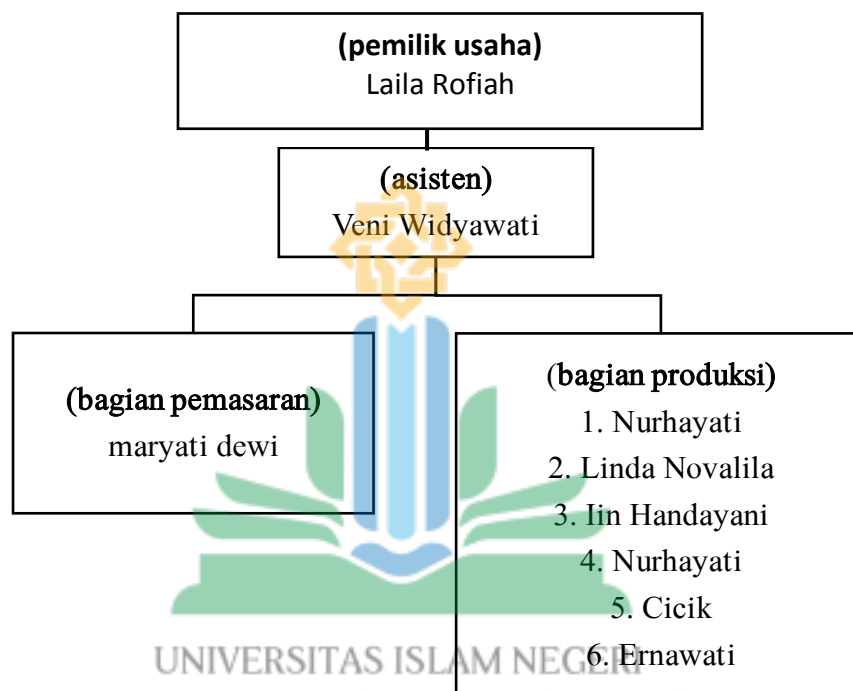 (pemilik usaha)
Laila Rofiah
(asisten)
Veni Widyawati
(bagian pemasaran)
maryati dewi
(bagian produksi)
1. Nurhayati
2. Linda Novalila
3. Iin Handayani
4. Nurhayati
5. Cicik
6. Ernawati
UNIVERSITAS ISLAM NEGERI